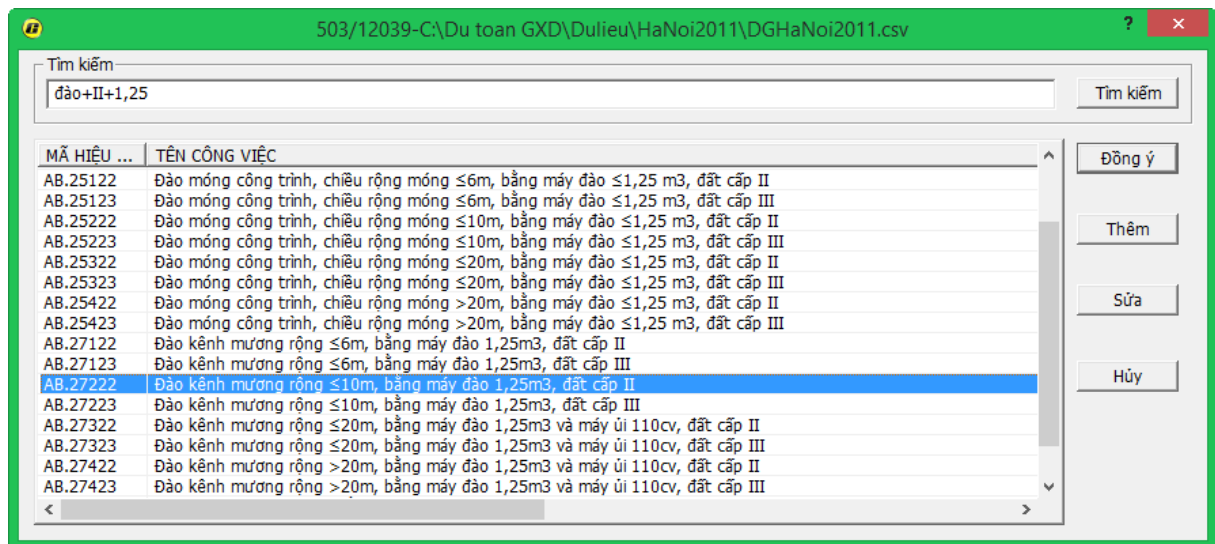 503/12039-C:\Du toan GXD\Dulieu\HaNoi2011\DGHaNoi2011.csv ? ×
Tìm kiếm
đào+II+1,25 Tìm kiếm
MÃ HIỆU ... TÊN CÔNG VIỆC Đồng ý
AB.25122 Đào móng công trình, chiều rộng móng ≤6m, bằng máy đào ≤1,25 m3, đất cấp II
AB.25123 Đào móng công trình, chiều rộng móng ≤6m, bằng máy đào ≤1,25 m3, đất cấp III
AB.25222 Đào móng công trình, chiều rộng móng ≤10m, bằng máy đào ≤1,25 m3, đất cấp II
AB.25223 Đào móng công trình, chiều rộng móng ≤10m, bằng máy đào ≤1,25 m3, đất cấp III
Thêm
AB.25322 Đào móng công trình, chiều rộng móng ≤20m, bằng máy đào ≤1,25 m3, đất cấp II
AB.25323 Đào móng công trình, chiều rộng móng ≤20m, bằng máy đào ≤1,25 m3, đất cấp III
AB.25422 Đào móng công trình, chiều rộng móng >20m, bằng máy đào ≤1,25 m3, đất cấp II
Sửa
AB.25423 Đào móng công trình, chiều rộng móng >20m, bằng máy đào ≤1,25 m3, đất cấp III
AB.27122 Đào kênh mương rộng ≤6m, bằng máy đào 1,25m3, đất cấp II
AB.27123 Đào kênh mương rộng ≤6m, bằng máy đào 1,25m3, đất cấp III
AB.27222 Đào kênh mương rộng ≤10m, bằng máy đào 1,25m3, đất cấp II
Hủy
AB.27223 Đào kênh mương rộng ≤10m, bằng máy đào 1,25m3, đất cấp III
AB.27322 Đào kênh mương rộng ≤20m, bằng máy đào 1,25m3 và máy ủi 110cv, đất cấp II
AB.27323 Đào kênh mương rộng ≤20m, bằng máy đào 1,25m3 và máy ủi 110cv, đất cấp III
AB.27422 Đào kênh mương rộng >20m, bằng máy đào 1,25m3 và máy ủi 110cv, đất cấp II
AB.27423 Đào kênh mương rộng >20m, bằng máy đào 1,25m3 và máy ủi 110cv, đất cấp III